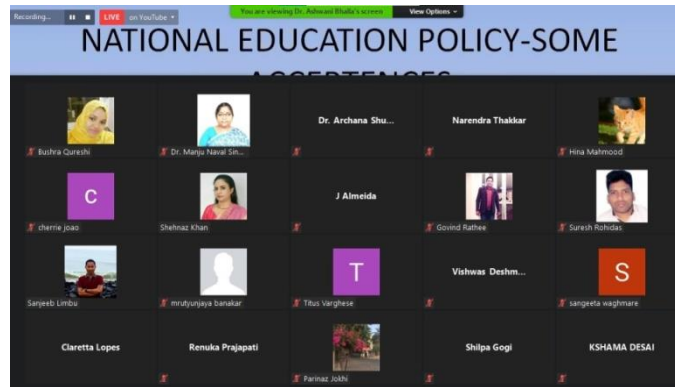 Recording...
LIVE on YouTube
You are viewing Dr. Ashwani Bhalla's screen
View Options
NATIONAL EDUCATION POLICY-SOME
ACCEPTENCES
Bushra Qureshi
Dr. Manju Naval Sin...
Dr. Archana Shu...
Narendra Thakkar
Hina Mahmood
C
cherrie joao
Shehnaz Khan
J Almeida
Govind Rathee
Suresh Rohidas
Sanjeeb Limbu
mrutyunjaya banakar
T
Titus Varghese
Vishwas Deshm...
S
sangeeta waghmare
Claretta Lopes
Renuka Prajapati
Parinaz Jokhi
Shilpa Gogi
KSHAMA DESAI